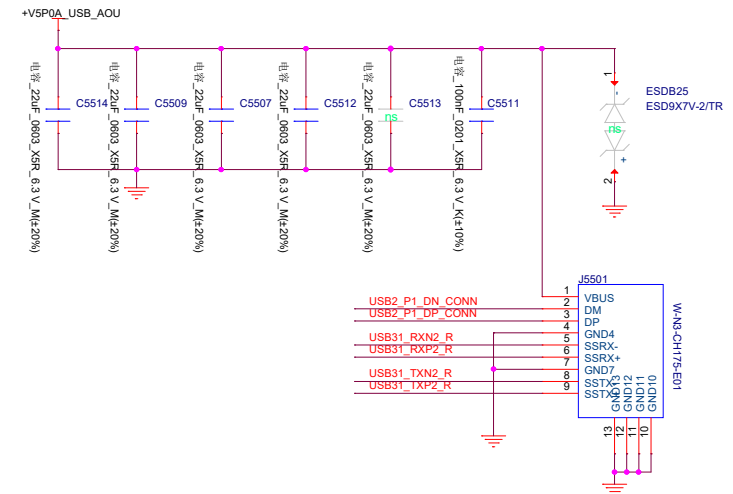 +V5P0A_USB_AOU
电容_22uF_0603_X5R_6.3 V_M(±20%)
C5514
电容_22uF_0603_X5R_6.3 V_M(±20%)
C5509
电容_22uF_0603_X5R_6.3 V_M(±20%)
C5507
电容_22uF_0603_X5R_6.3 V_M(±20%)
C5512
电容_22uF_0603_X5R_6.3 V_M(±20%)
C5513
ns
电容_100nF_0201_X5R_6.3 V_K(±10%)
C5511
1
-
ESDB25
ESD9X7V-2/TR
ns
+
2
J5501
1 VBUS
USB2_P1_DN_CONN 2 DM
USB2_P1_DP_CONN 3 DP
4 GND4
USB31_RXN2_R 5 SSRX-
USB31_RXP2_R 6 SSRX+
7 GND7
USB31_TXN2_R 8 SSTX-
USB31_TXP2_R 9 SSTX+
GND13 GND12 GND11 GND10
13 12 11 10
W-N3-CH175-E01